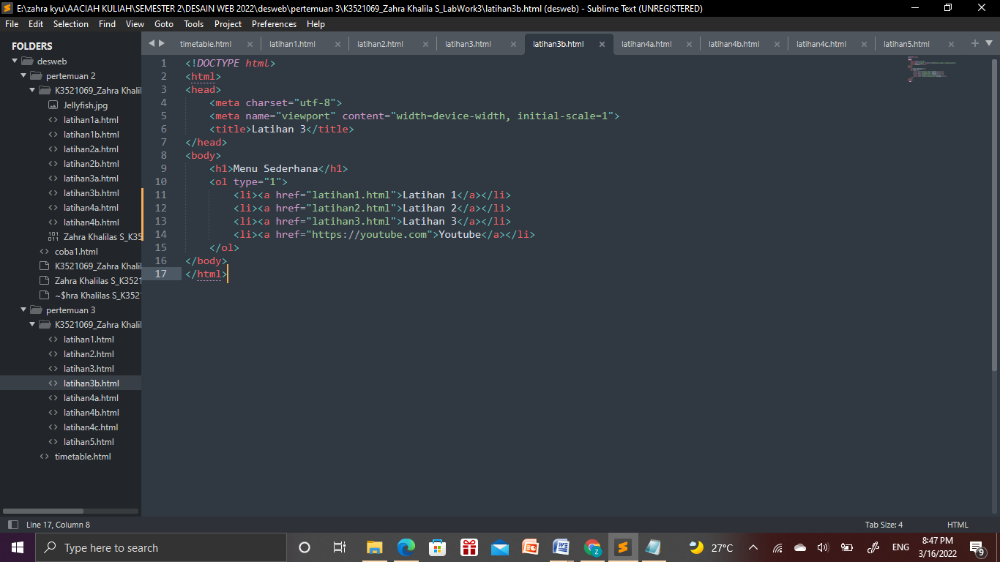 E:\zahra kyu\AACIAH KULIAH\SEMESTER 2\DESAIN WEB 2022\desweb\pertemuan 3\K3521069_Zahra Khalila S_LabWork3\latihan3b.html (desweb) - Sublime Text (UNREGISTERED)
File Edit Selection Find View Goto Tools Project Preferences Help
FOLDERS
desweb
pertemuan 2
K3521069_Zahra Khalil
Jellyfish.jpg
latihan1a.html
latihan1b.html
latihan2a.html
latihan2b.html
latihan3a.html
latihan3b.html
latihan4a.html
latihan4b.html
Zahra Khalilas S_K35
coba1.html
K3521069_Zahra Khalil
Zahra Khalilas S_K3521
~$hra Khalilas S_K352
pertemuan 3
K3521069_Zahra Khalil
latihan1.html
latihan2.html
latihan3.html
latihan3b.html
latihan4a.html
latihan4b.html
latihan4c.html
latihan5.html
timetable.html
timetable.html latihan1.html latihan2.html latihan3.html latihan3b.html latihan4a.html latihan4b.html latihan4c.html latihan5.html
1 <!DOCTYPE html>
2 <html>
3 <head>
4 <meta charset="utf-8">
5 <meta name="viewport" content="width=device-width, initial-scale=1">
6 <title>Latihan 3</title>
7 </head>
8 <body>
9 <h1>Menu Sederhana</h1>
10 <ol type="1">
11 <li><a href="latihan1.html">Latihan 1</a></li>
12 <li><a href="latihan2.html">Latihan 2</a></li>
13 <li><a href="latihan3.html">Latihan 3</a></li>
14 <li><a href="https://youtube.com">Youtube</a></li>
15 </ol>
16 </body>
17 </html>
Line 17, Column 8 Tab Size: 4 HTML
Type here to search 27°C ENG 8:47 PM
3/16/2022
9